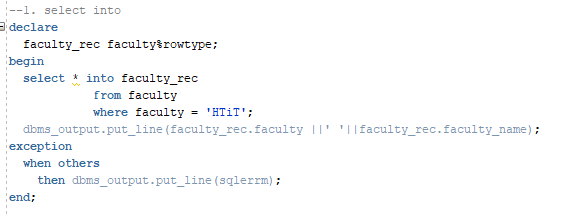 --1. select into
declare
faculty_rec faculty%rowtype;
begin
select * into faculty_rec
from faculty
where faculty = 'HTiT';
dbms_output.put_line(faculty_rec.faculty ||' '||faculty_rec.faculty_name);
exception
when others
then dbms_output.put_line(sqlerrm);
end;